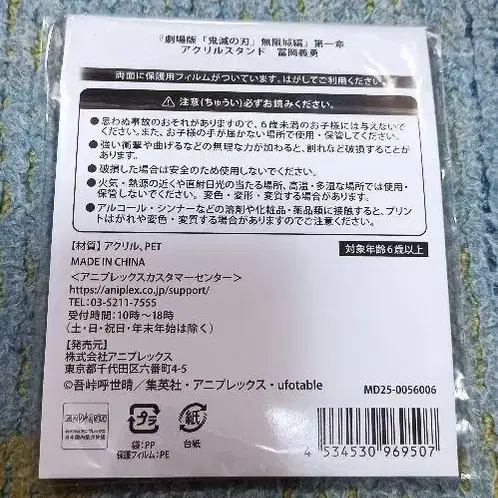 『劇場版「鬼滅の刃」無限城編』第一章
アクリルスタンド　冨岡義勇
両面に保護用フィルムがついています。はがしてご利用ください。
注意(ちゅうい)必ずお読みください。
●思わぬ事故のおそれがありますので、6歳未満のお子様には与えないで
ください。また、お子様の手が届かない場所で使用・保管してください。
●強い衝撃や曲げるなどの無理な力が加わると、割れなど破損することが
あります。
●破損した場合は安全のため使用しないでください。
●火気・熱源の近くや直射日光の当たる場所、高温・多湿な場所では使用・
保管しないでください。変色・変形・変質する場合があります。
●アルコール・シンナーなどの溶剤や化粧品・薬品類に接触すると、プリン
トはがれや変色・変質する場合がありますのでご注意ください。
【材質】アクリル、PET
対象年齢6歳以上
MADE IN CHINA
＜アニプレックスカスタマーセンター＞
https://aniplex.co.jp/support/
TEL:03-5211-7555
受付時間:10時〜18時
(土・日・祝日・年末年始は除く)
【発売元】
株式会社アニプレックス
東京都千代田区六番町4-5
©吾峠呼世晴／集英社・アニプレックス・ufotable
MD25-0056006
プラ
紙
袋:PP
保護フィルム:PE
台紙
4 534530 969507